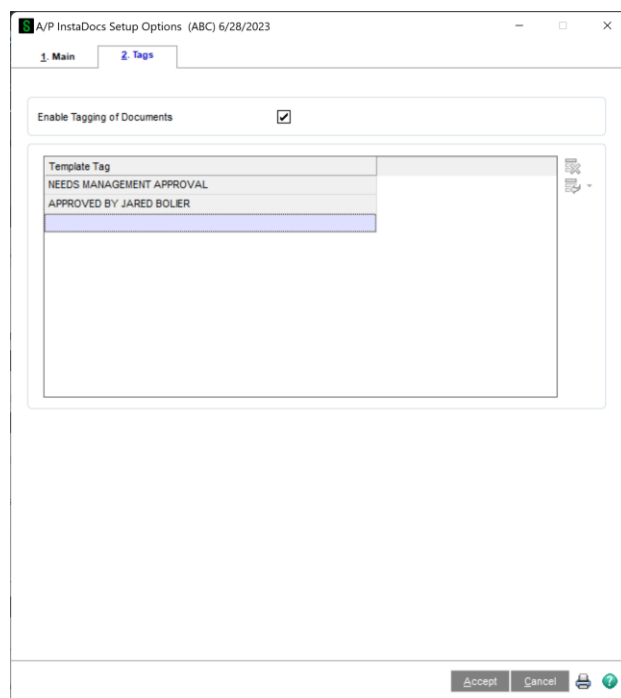 S A/P InstaDocs Setup Options (ABC) 6/28/2023
1. Main 2. Tags
Enable Tagging of Documents
Template Tag
NEEDS MANAGEMENT APPROVAL
APPROVED BY JARED BOLIER
Accept Cancel ?